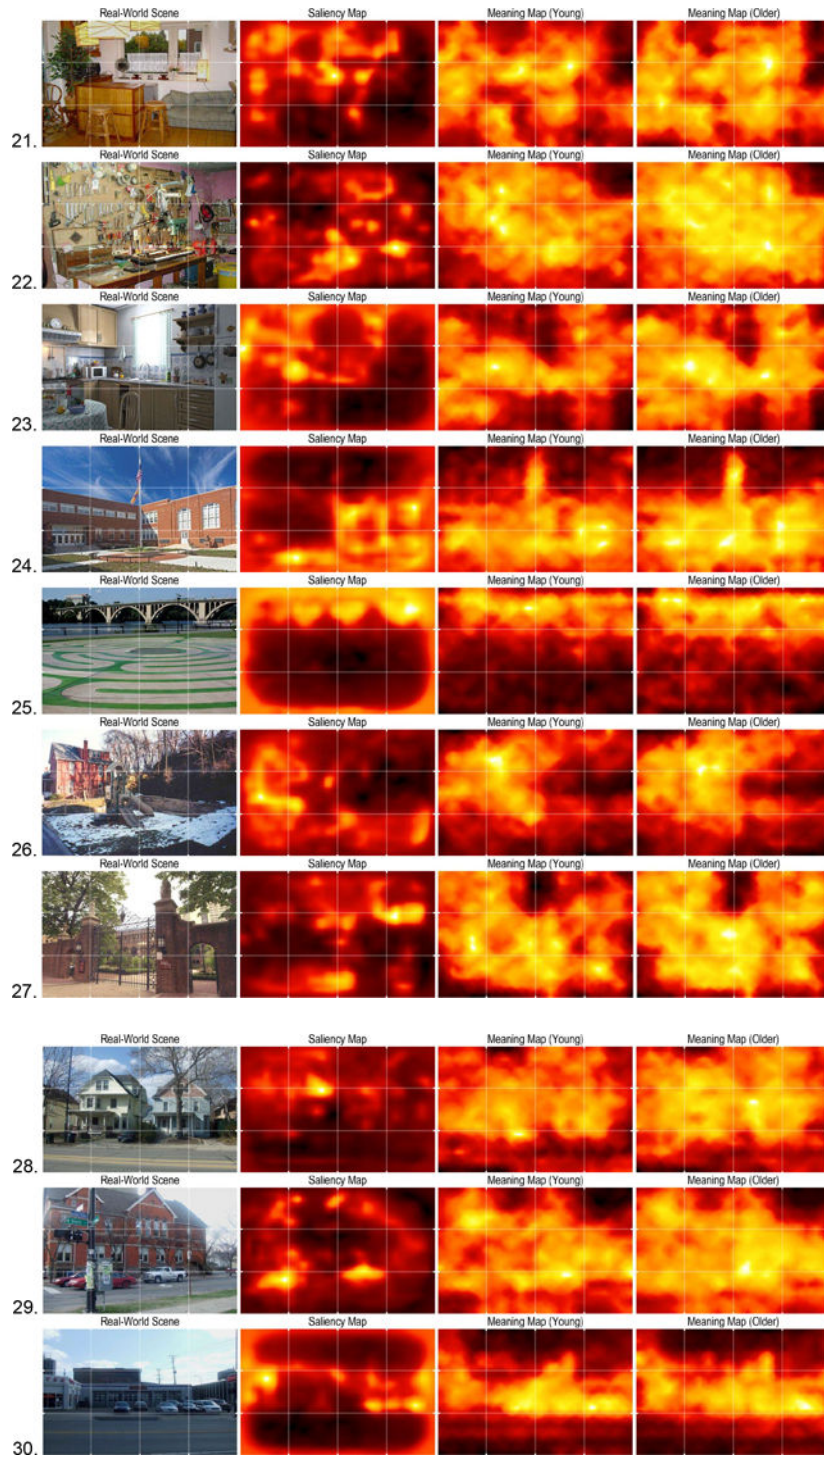 Real-World Scene Saliency Map Meaning Map (Young) Meaning Map (Older)
21.
Real-World Scene Saliency Map Meaning Map (Young) Meaning Map (Older)
22.
Real-World Scene Saliency Map Meaning Map (Young) Meaning Map (Older)
23.
Real-World Scene Saliency Map Meaning Map (Young) Meaning Map (Older)
24.
Real-World Scene Saliency Map Meaning Map (Young) Meaning Map (Older)
25.
Real-World Scene Saliency Map Meaning Map (Young) Meaning Map (Older)
26.
Real-World Scene Saliency Map Meaning Map (Young) Meaning Map (Older)
27.
Real-World Scene Saliency Map Meaning Map (Young) Meaning Map (Older)
28.
Real-World Scene Saliency Map Meaning Map (Young) Meaning Map (Older)
29.
Real-World Scene Saliency Map Meaning Map (Young) Meaning Map (Older)
30.